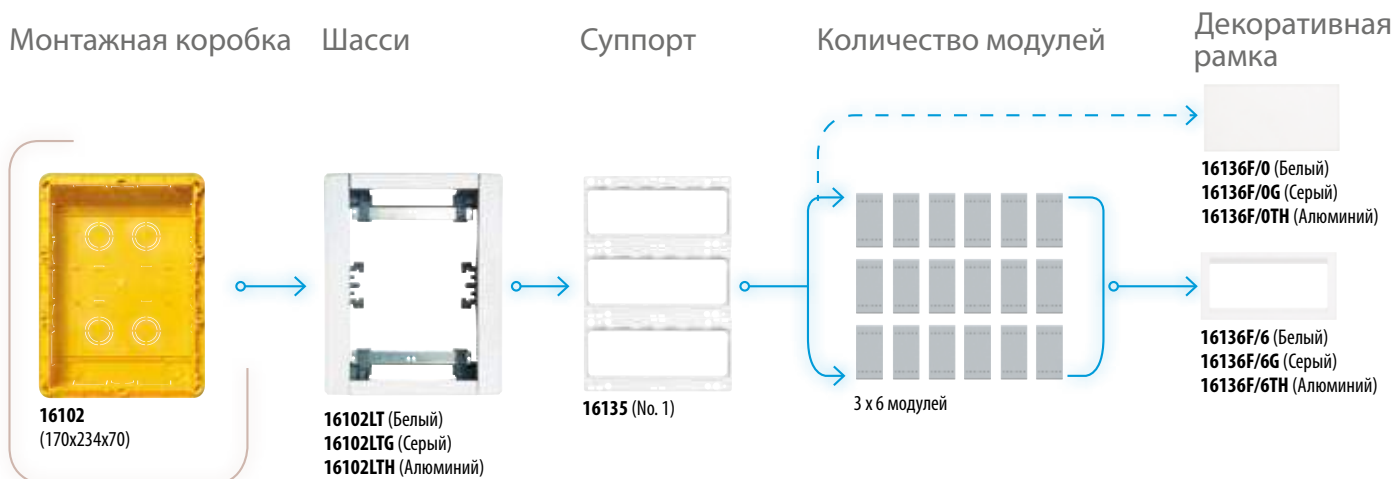 Монтажная коробка
Шасси
Суппорт
Количество модулей
Декоративная
рамка
16102
(170x234x70)
16102LT (Белый)
16102LTG (Серый)
16102LTH (Алюминий)
16135 (No. 1)
3 x 6 модулей
16136F/0 (Белый)
16136F/0G (Серый)
16136F/0TH (Алюминий)
16136F/6 (Белый)
16136F/6G (Серый)
16136F/6TH (Алюминий)